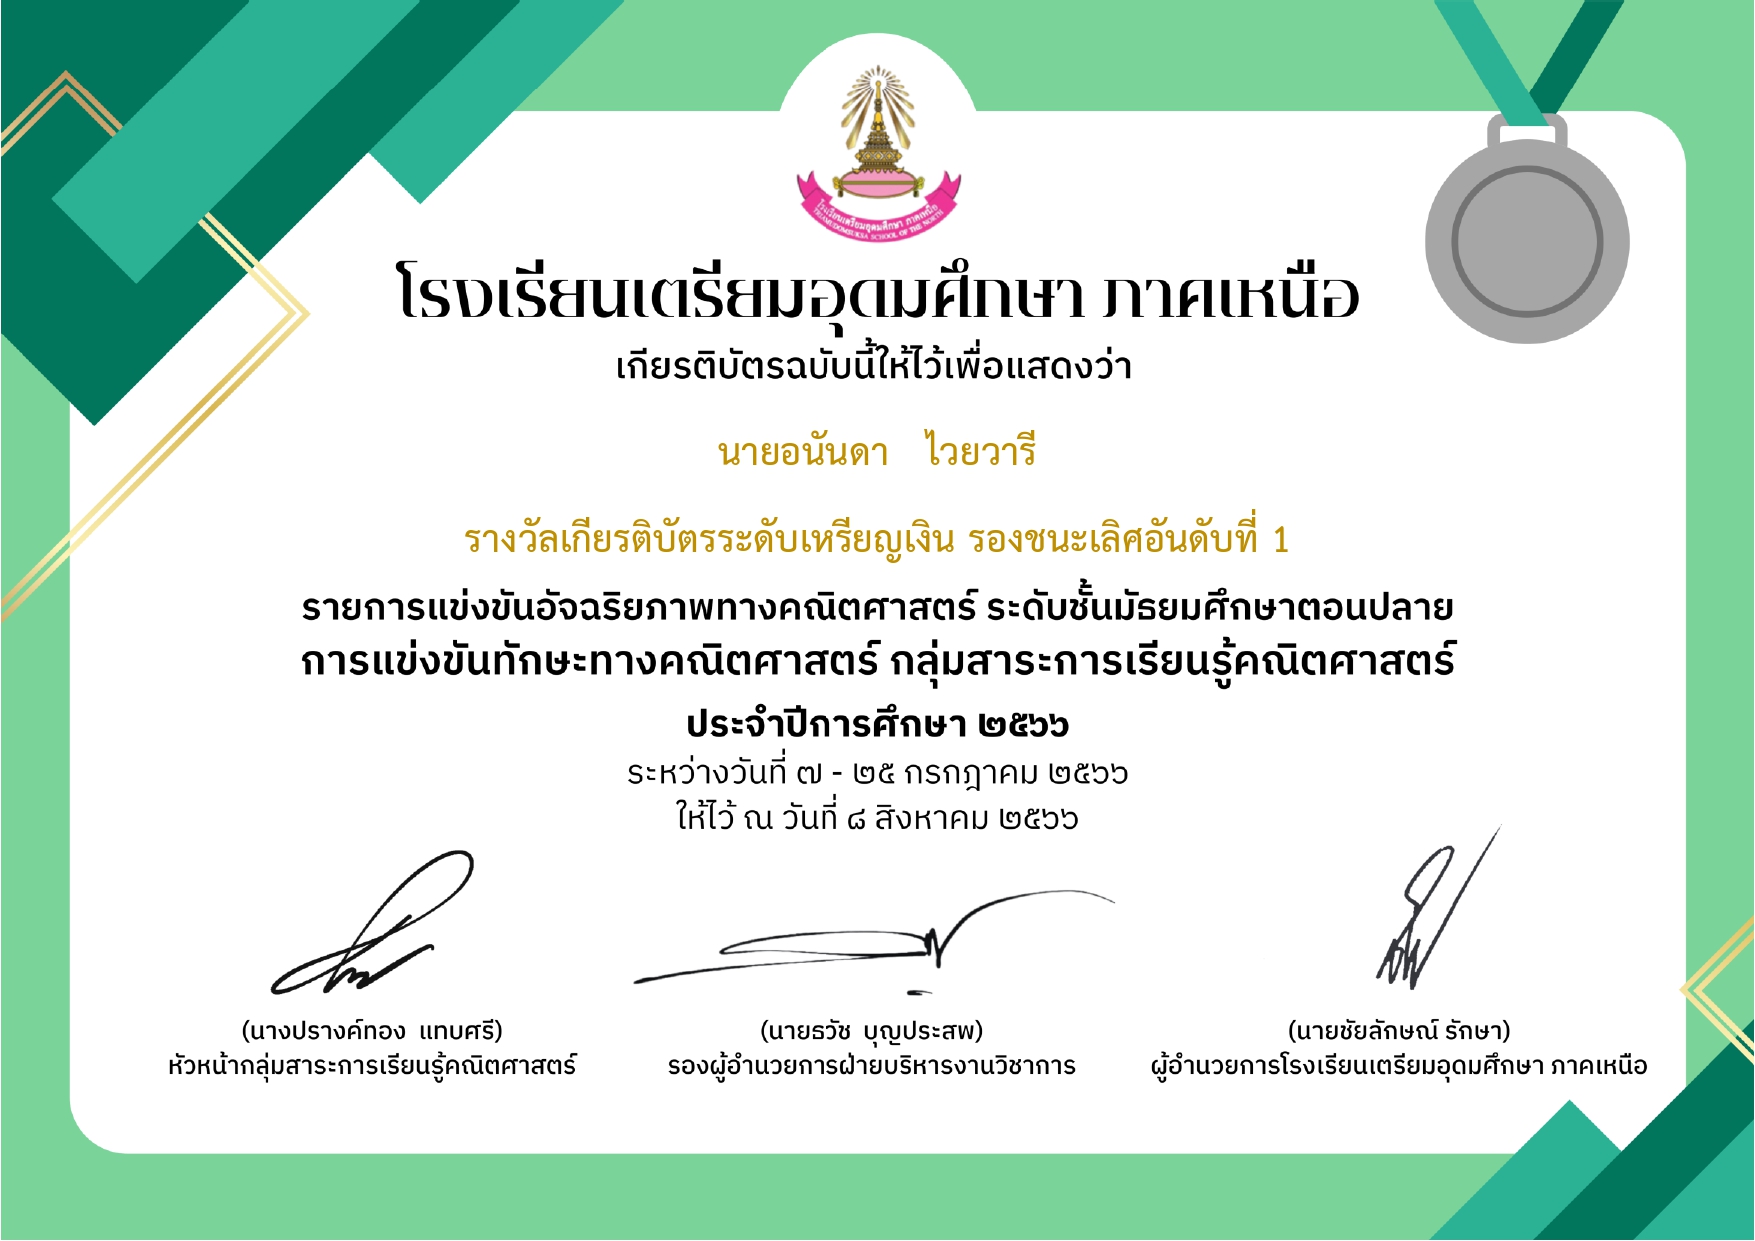 โรงเรียนเตรียมอุดมศึกษา ภาคเหนือ
TRIAMUDOMSUKSA SCHOOL OF THE NORTH
โรงเรียนเตรียมอุดมศึกษา ภาคเหนือ
เกียรติบัตรฉบับนี้ให้ไว้เพื่อแสดงว่า
นายอนันดา ไวยวารี
รางวัลเกียรติบัตรระดับเหรียญเงิน รองชนะเลิศอันดับที่ 1
รายการแข่งขันอัจฉริยภาพทางคณิตศาสตร์ ระดับชั้นมัธยมศึกษาตอนปลาย
การแข่งขันทักษะทางคณิตศาสตร์ กลุ่มสาระการเรียนรู้คณิตศาสตร์
ประจำปีการศึกษา ๒๕๖๖
ระหว่างวันที่ ๗ - ๒๕ กรกฎาคม ๒๕๖๖
ให้ไว้ ณ วันที่ ๘ สิงหาคม ๒๕๖๖
(นางปรางค์ทอง แทบศรี)
หัวหน้ากลุ่มสาระการเรียนรู้คณิตศาสตร์
(นายธวัช บุญประสพ)
รองผู้อำนวยการฝ่ายบริหารงานวิชาการ
(นายชัยลักษณ์ รักษา)
ผู้อำนวยการโรงเรียนเตรียมอุดมศึกษา ภาคเหนือ